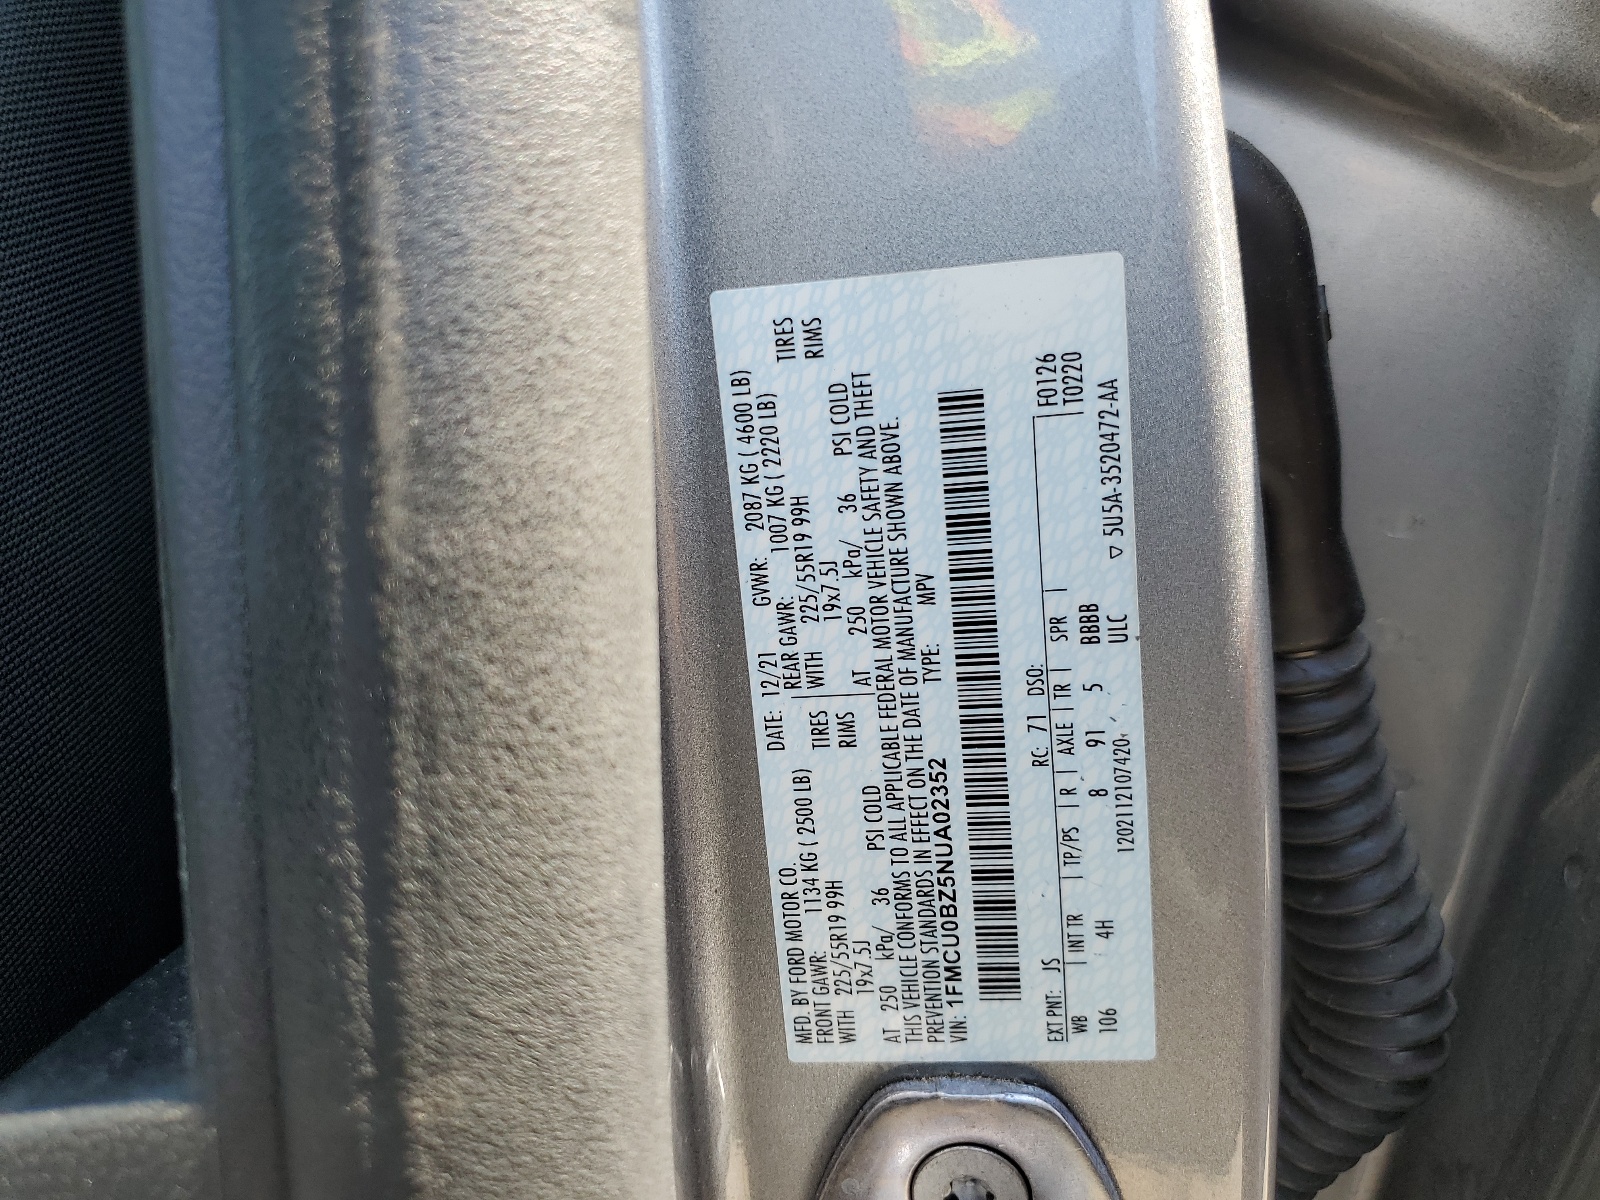 MFD. BY FORD MOTOR CO. DATE: 12/21 GVWR: 2087 KG ( 4600 LB)
FRONT GAWR: 1134 KG ( 2500 LB) REAR GAWR: 1007 KG ( 2220 LB)
WITH 225/55R19 99H TIRES WITH 225/55R19 99H TIRES
19x7.5J RIMS 19x7.5J RIMS
AT 250 kPa/ 36 PSI COLD AT 250 kPa/ 36 PSI COLD
THIS VEHICLE CONFORMS TO ALL APPLICABLE FEDERAL MOTOR VEHICLE SAFETY AND THEFT
PREVENTION STANDARDS IN EFFECT ON THE DATE OF MANUFACTURE SHOWN ABOVE.
VIN: 1FMCU0BZ5NUA02352 TYPE: MPV
EXT PNT: JS RC: 71 DSO: F0126
WB INT TR TP/PS R AXLE TR SPR T0220
106 4H 8 91 5 BBBB
1202112107420 ULC ▽ 5U5A-3520472-AA